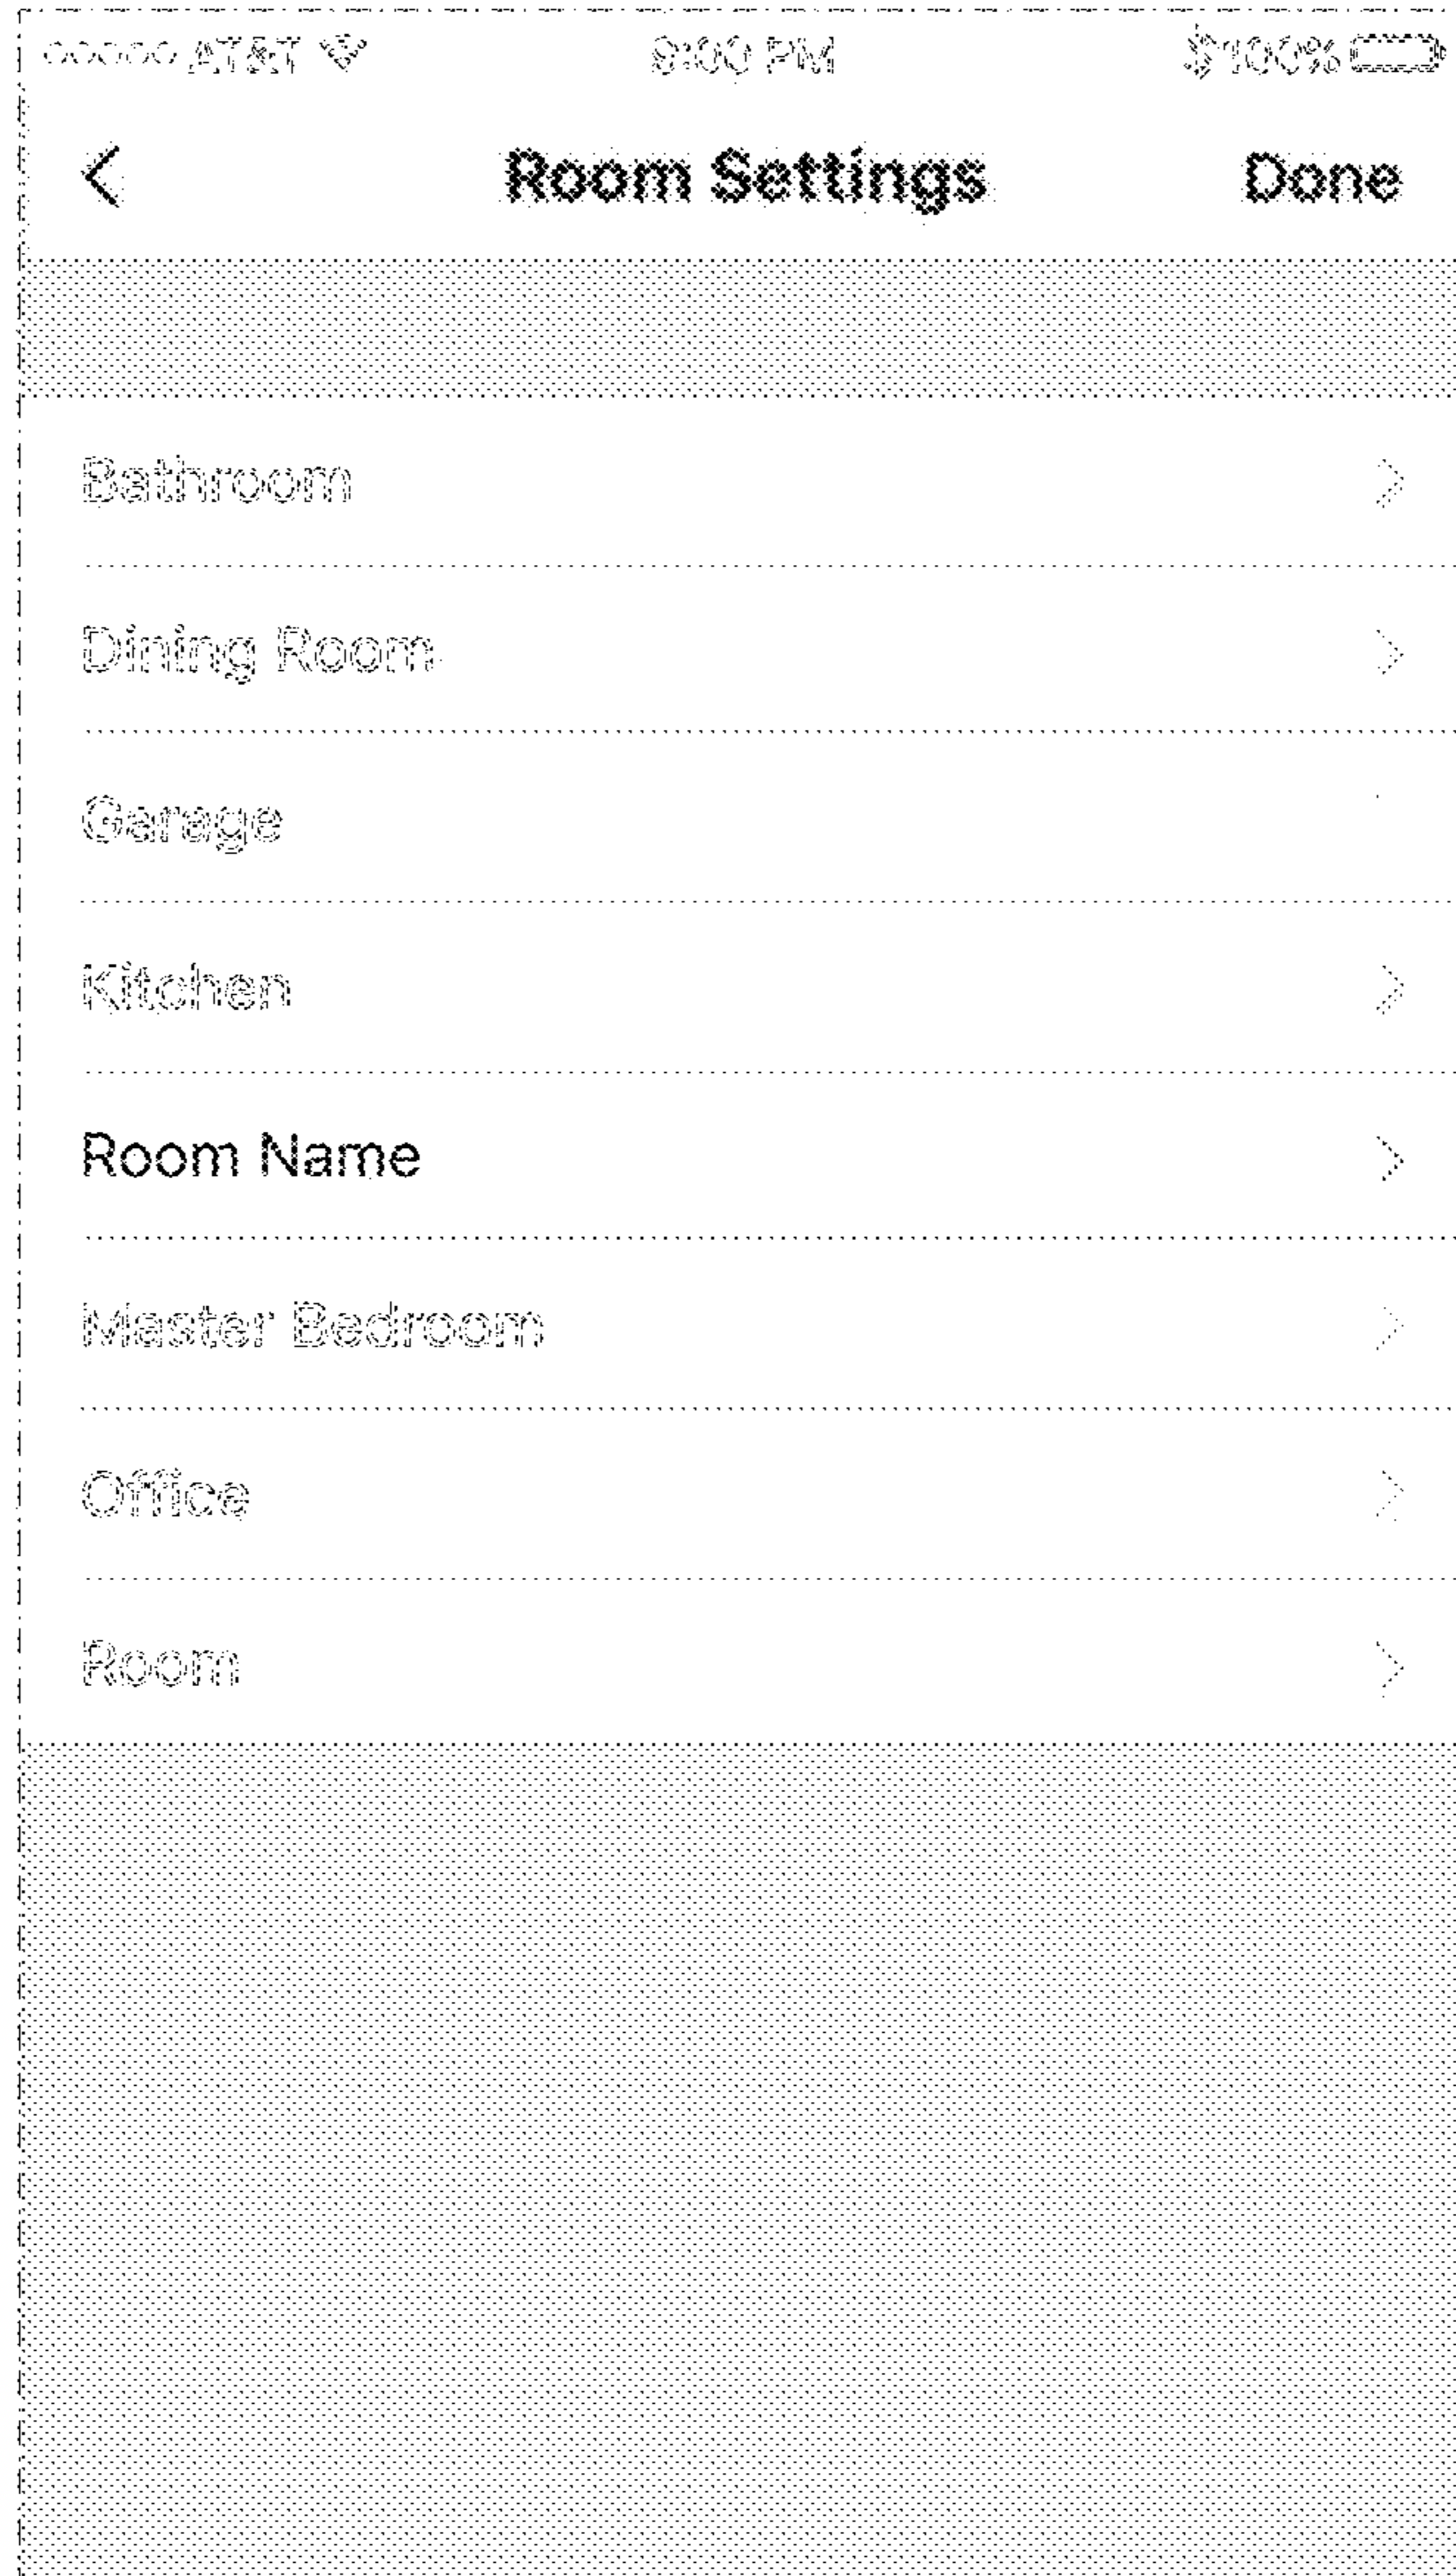 AT&T 9:00 PM 100%
Room Settings Done
Bathroom
Dining Room
Garage
Kitchen
Room Name
Master Bedroom
Office
Room